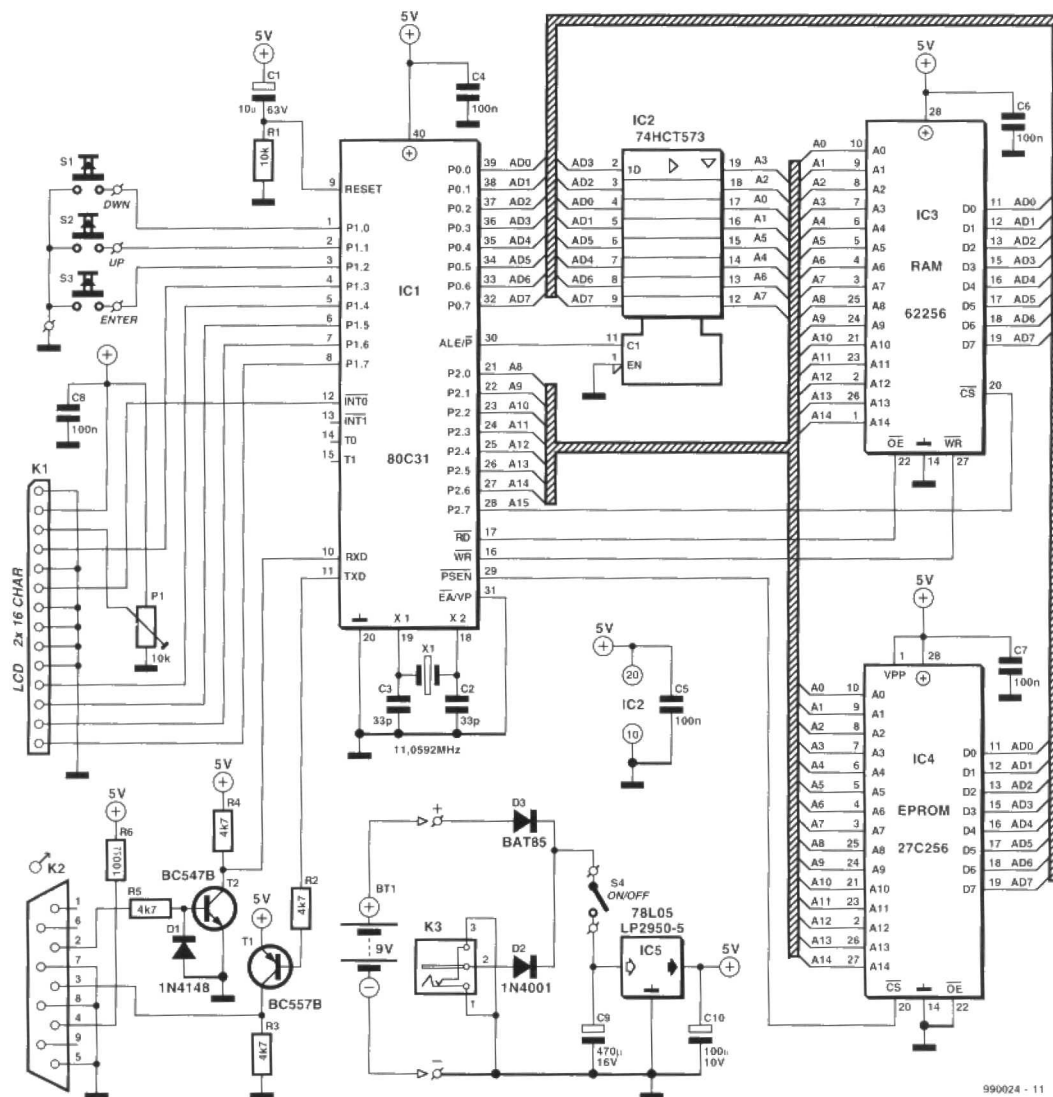 5V
C1
10µ
63V
R1
10k
5V
C4
100n
40
S1
DWN
S2
UP
S3
ENTER
9
RESET
1
P1.0
2
P1.1
3
P1.2
4
P1.3
5
P1.4
6
P1.5
7
P1.6
8
P1.7
12
INT0
13
INT1
14
T0
15
T1
10
RXD
11
TXD
IC1
80C31
P0.0 39 AD0
P0.1 38 AD1
P0.2 37 AD2
P0.3 36 AD3
P0.4 35 AD4
P0.5 34 AD5
P0.6 33 AD6
P0.7 32 AD7
ALE/P 30
P2.0 21 A8
P2.1 22 A9
P2.2 23 A10
P2.3 24 A11
P2.4 25 A12
P2.5 26 A13
P2.6 27 A14
P2.7 28 A15
RD 17
WR 16
PSEN 29
EA/VP 31
20
X1
19
X2
18
X1
C3
33p
C2
33p
11,0592MHz
IC2
74HCT573
AD3 2 1D 19 A3
AD2 3 18 A2
AD0 4 17 A0
AD1 5 16 A1
AD5 6 15 A5
AD4 7 14 A4
AD6 8 13 A6
AD7 9 12 A7
11 C1
1 EN
5V
28
C6
100n
A0 10 A0
A1 9 A1
A2 8 A2
A3 7 A3
A4 6 A4
A5 5 A5
A6 4 A6
A7 3 A7
A8 25 A8
A9 24 A9
A10 21 A10
A11 23 A11
A12 2 A12
A13 26 A13
A14 1 A14
IC3
RAM
62256
D0 11 AD0
D1 12 AD1
D2 13 AD2
D3 15 AD3
D4 16 AD4
D5 17 AD5
D6 18 AD6
D7 19 AD7
CS 20
OE
22
14
WR
27
C8
100n
K1
LCD 2x 16 CHAR
P1
10k
5V
20
IC2
10
C5
100n
5V
1
VPP
28
C7
100n
A0 10 A0
A1 9 A1
A2 8 A2
A3 7 A3
A4 6 A4
A5 5 A5
A6 4 A6
A7 3 A7
A8 25 A8
A9 24 A9
A10 21 A10
A11 23 A11
A12 2 A12
A13 26 A13
A14 27 A14
IC4
EPROM
27C256
D0 11 AD0
D1 12 AD1
D2 13 AD2
D3 15 AD3
D4 16 AD4
D5 17 AD5
D6 18 AD6
D7 19 AD7
CS
20
14
OE
22
5V
R4
4k7
5V
R6
100Ω
K2
1
6
2
7
3
8
4
9
5
R5
4k7
BC547B
T2
D1
1N4148
5V
T1
BC557B
R2
4k7
R3
4k7
+
BT1
9V
–
K3
3
2
1
D3
BAT85
D2
1N4001
S4
ON/OFF
78L05
LP2950-5
IC5
5V
C9
470µ
16V
C10
100µ
10V
990024 - 11